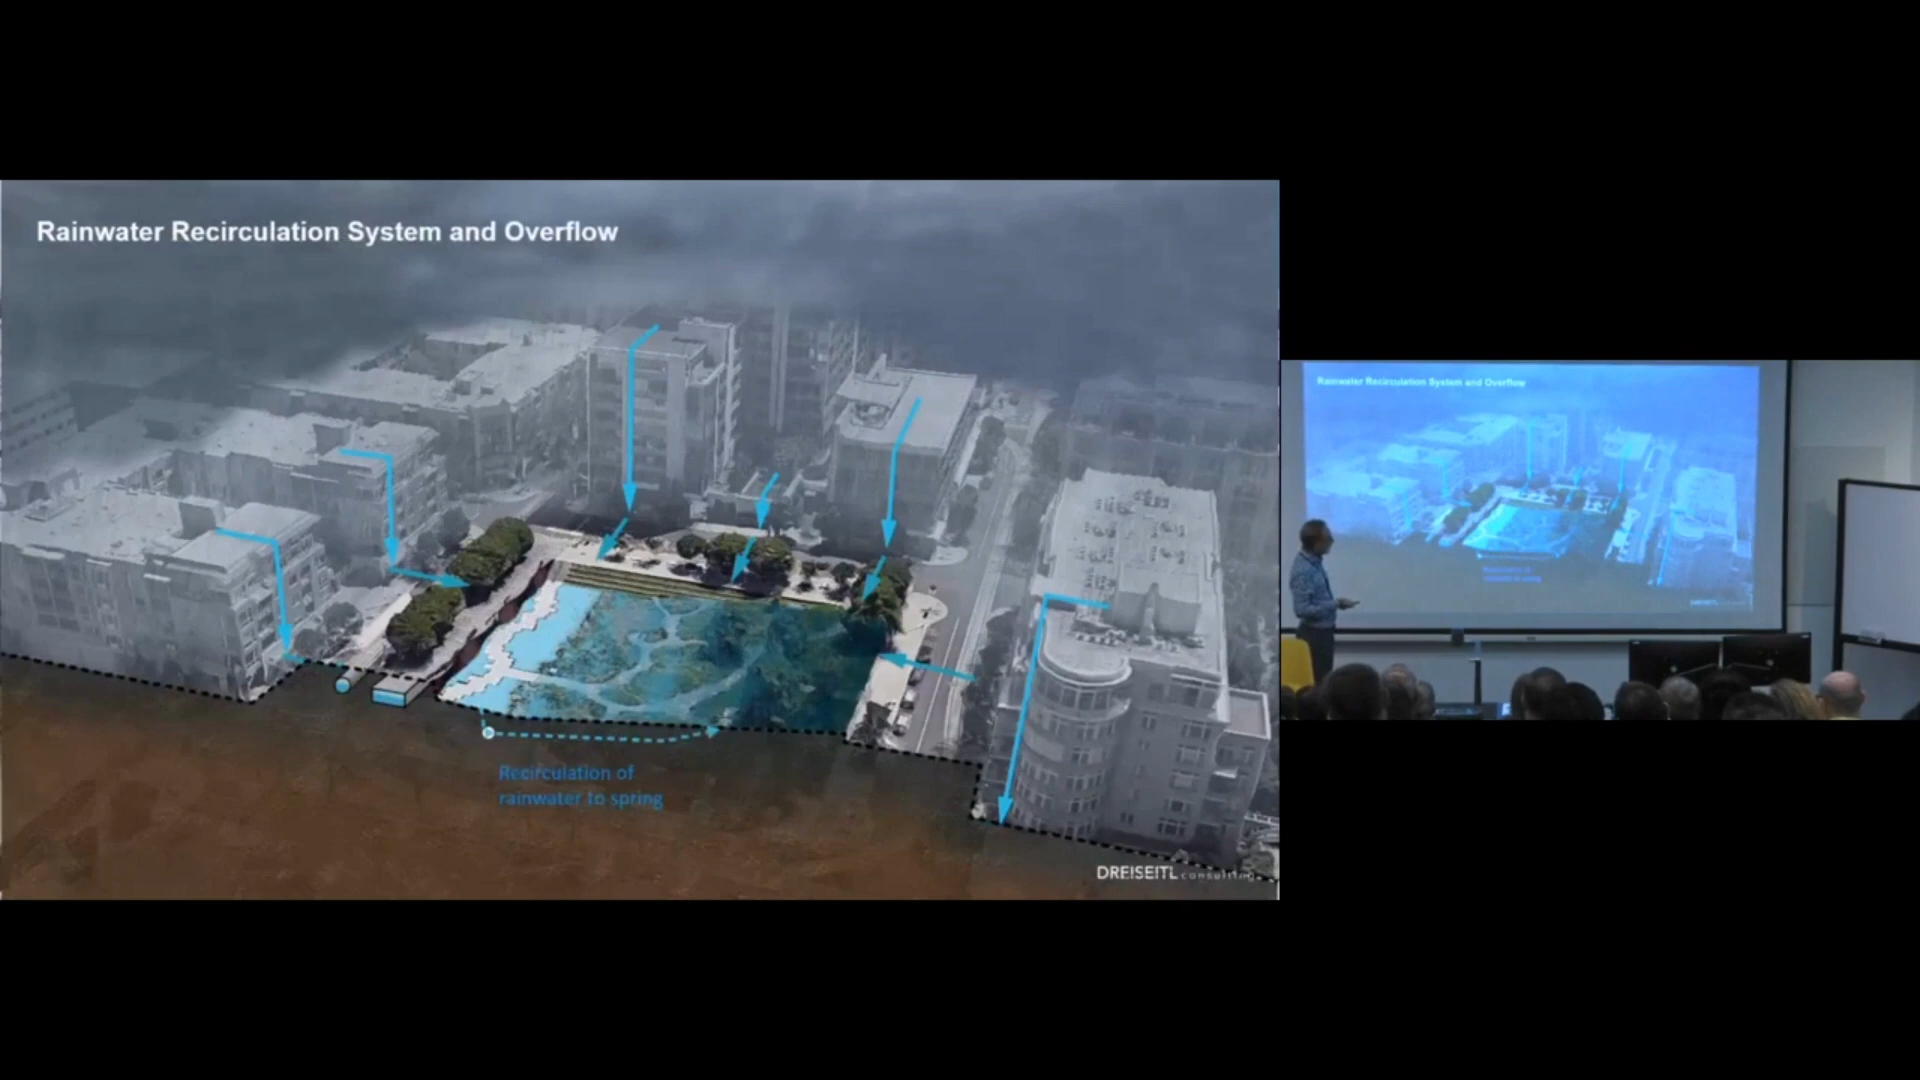 Rainwater Recirculation System and Overflow
Recirculation of
rainwater to spring
DREISEITL consulting
Rainwater Recirculation System and Overflow